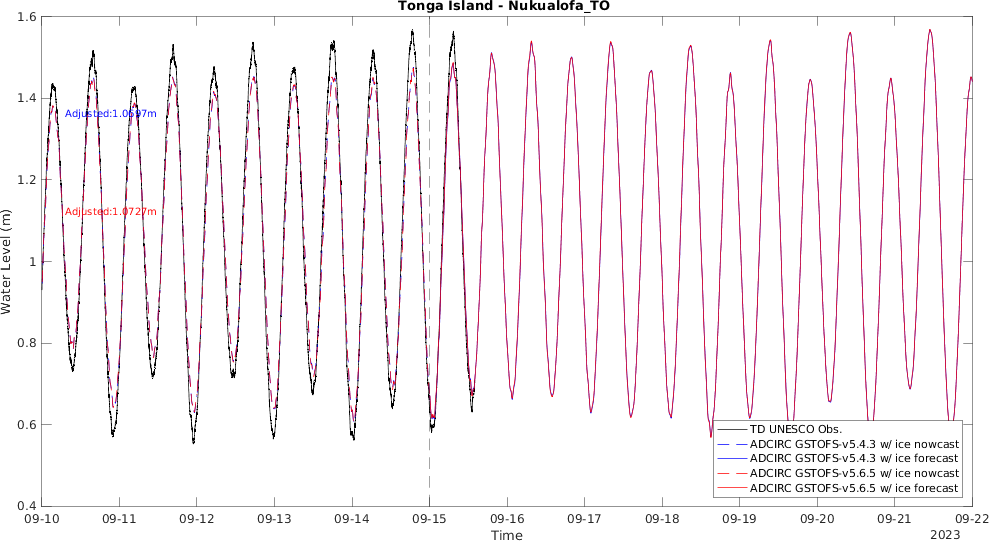 Tonga Island - Nukualofa_TO
1.6
1.4
1.2
1
0.8
0.6
0.4
Water Level (m)
Adjusted:1.0697m
Adjusted:1.0727m
TD UNESCO Obs.
ADCIRC GSTOFS-v5.4.3 w/ ice nowcast
ADCIRC GSTOFS-v5.4.3 w/ ice forecast
ADCIRC GSTOFS-v5.6.5 w/ ice nowcast
ADCIRC GSTOFS-v5.6.5 w/ ice forecast
09-10 09-11 09-12 09-13 09-14 09-15 09-16 09-17 09-18 09-19 09-20 09-21 09-22
Time
2023